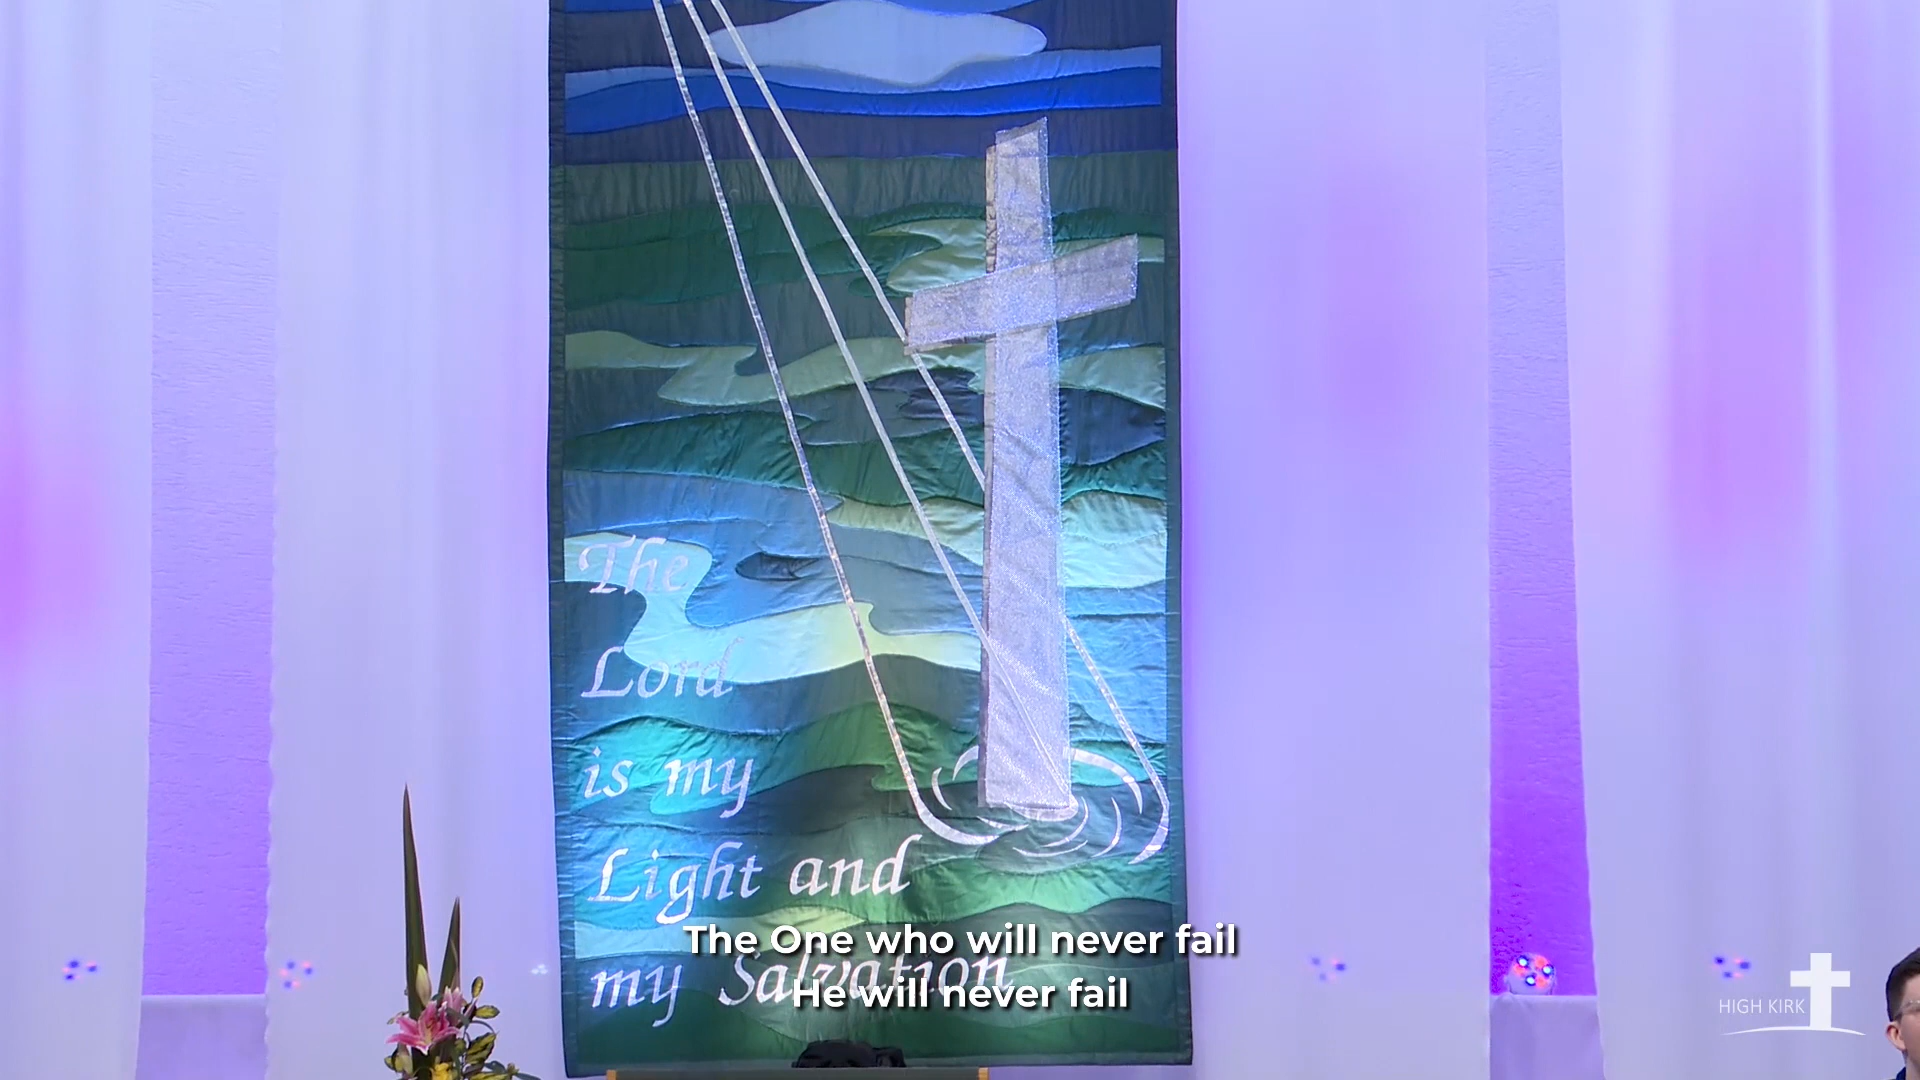 The
Lord
is my
Light and
my Salvation
The One who will never fail
He will never fail
HIGH KIRK